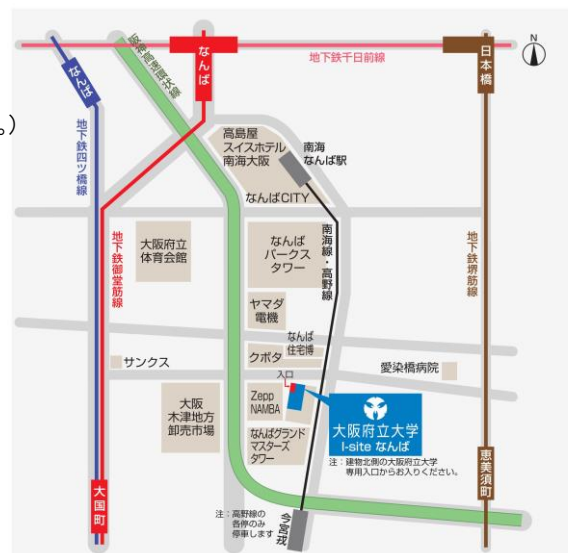 。)
なんば
阪神高速環状線
なんば
地下鉄千日前線
日本橋
N
地下鉄四ツ橋線
高島屋
スイスホテル
南海大阪
南海
なんば駅
なんばCITY
地下鉄御堂筋線
大阪府立
体育会館
なんば
パークス
タワー
南海線・高野線
地下鉄堺筋線
ヤマダ
電機
なんば
住宅博
クボタ
サンクス
入口
愛染橋病院
大阪
木津地方
卸売市場
Zepp
NAMBA
大阪府立大学
I-site なんば
なんばグランド
マスターズ
タワー
注:建物北側の大阪府立大学
専用入口からお入りください。
大国町
恵美須町
注:高野線の
各停のみ
停車します
今宮戎